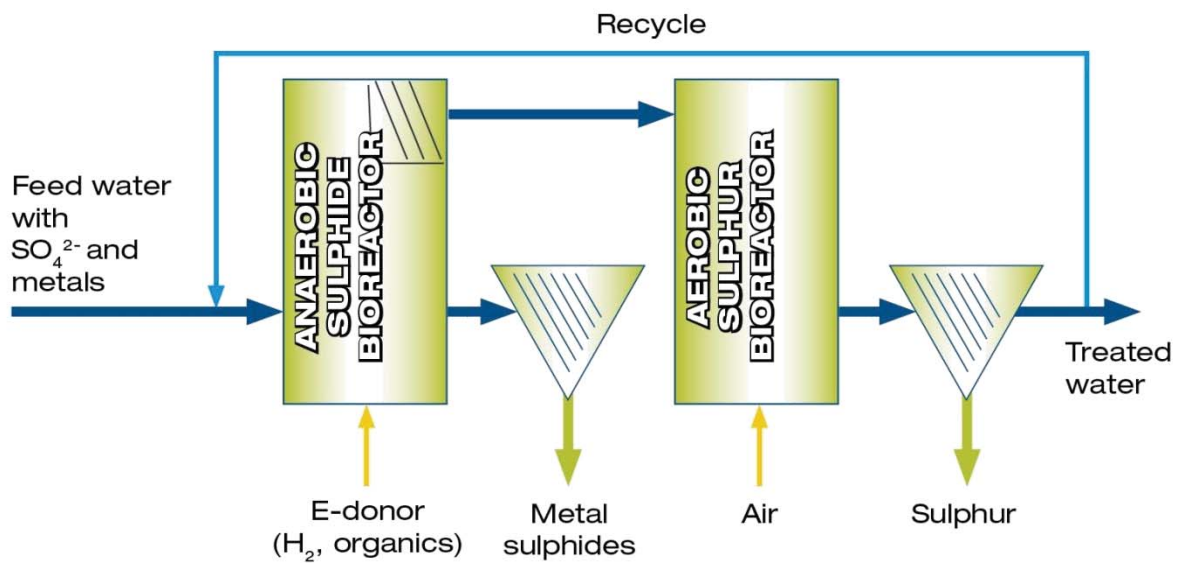 Recycle
Feed water
with
SO₄²⁻ and
metals
ANAEROBIC
SULPHIDE
BIOREACTOR
AEROBIC
SULPHUR
BIOREACTOR
Treated
water
E-donor
(H₂, organics)
Metal
sulphides
Air
Sulphur